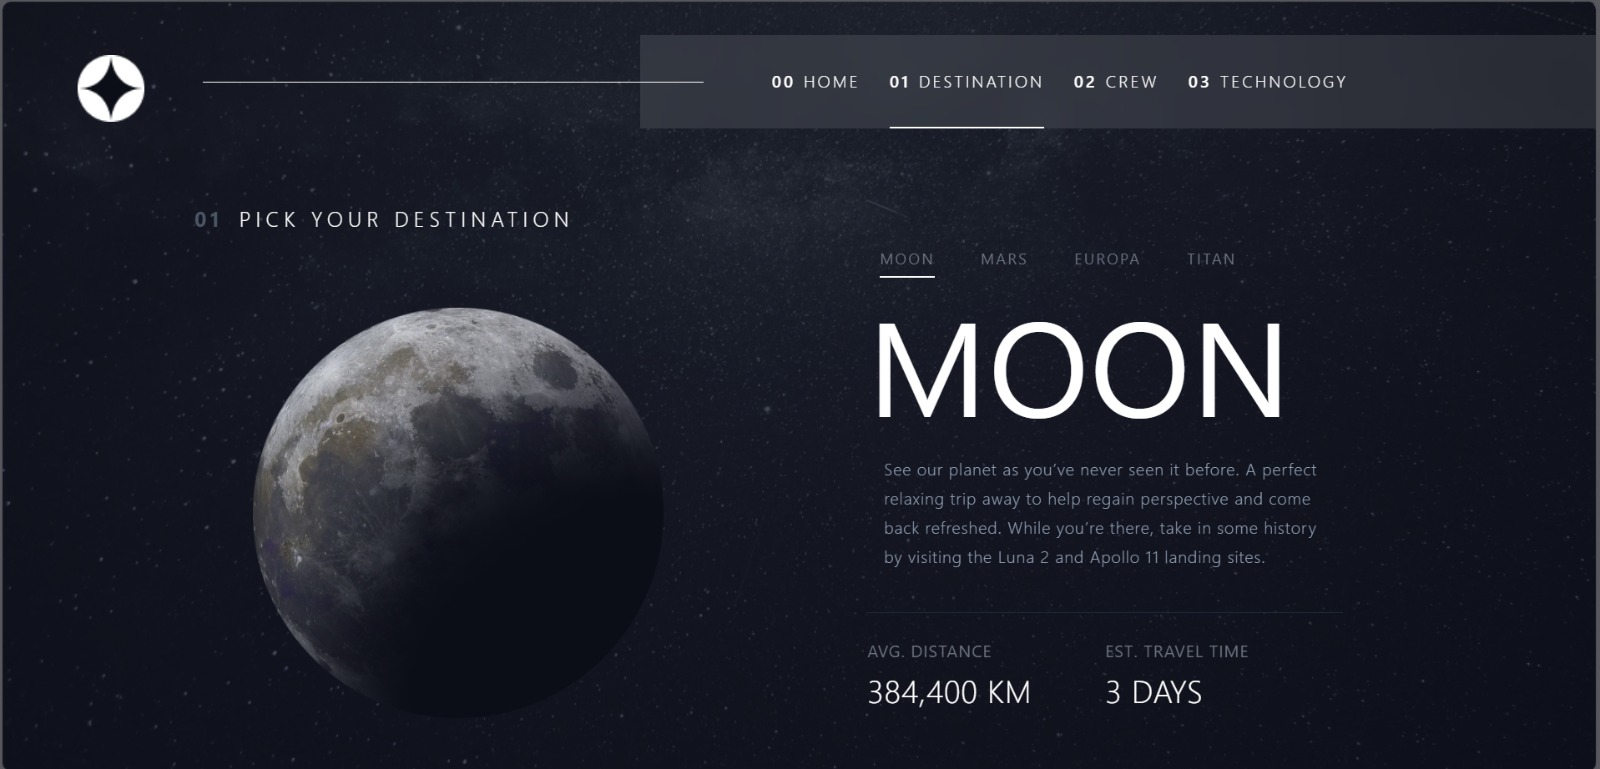 00 HOME 01 DESTINATION 02 CREW 03 TECHNOLOGY
01 PICK YOUR DESTINATION
MOON MARS EUROPA TITAN
MOON
See our planet as you’ve never seen it before. A perfect
relaxing trip away to help regain perspective and come
back refreshed. While you’re there, take in some history
by visiting the Luna 2 and Apollo 11 landing sites.
AVG. DISTANCE
384,400 KM
EST. TRAVEL TIME
3 DAYS